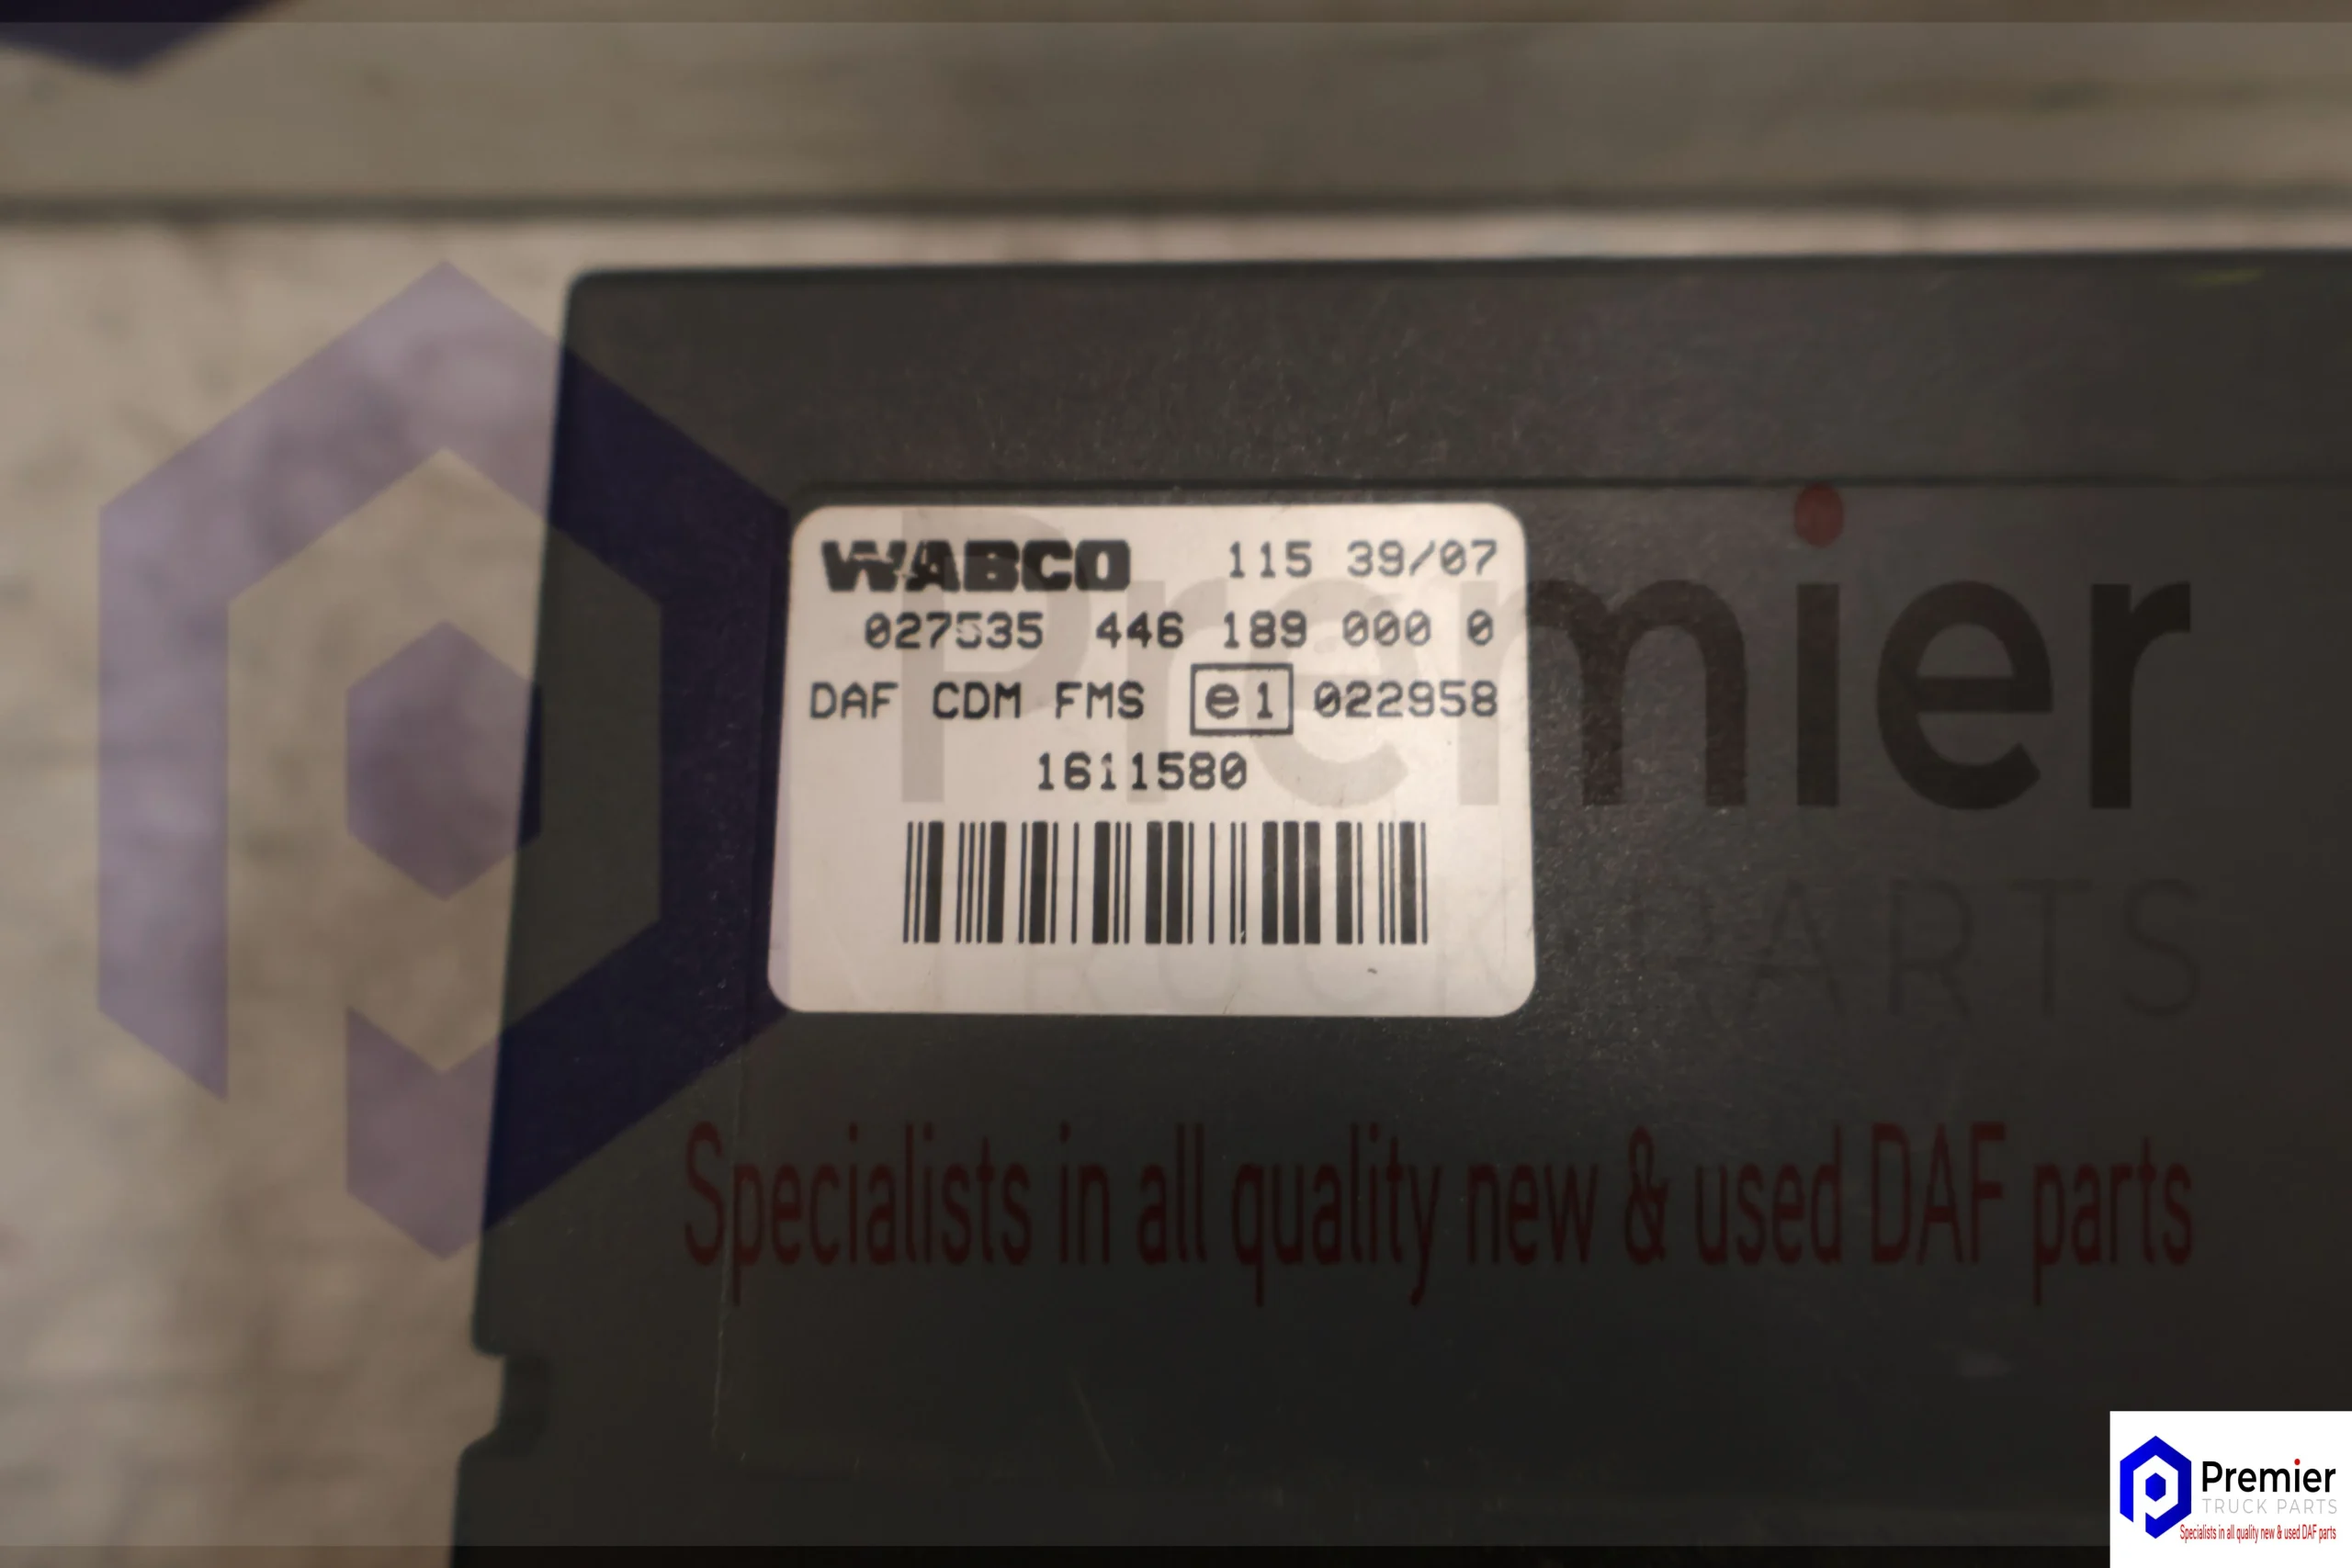 WABCO 115 39/07
027535 446 189 000 0
DAF CDM FMS e1 022958
1611580
Premier
TRUCK PARTS
Specialists in all quality new & used DAF parts
Premier
TRUCK PARTS
Specialists in all quality new & used DAF parts